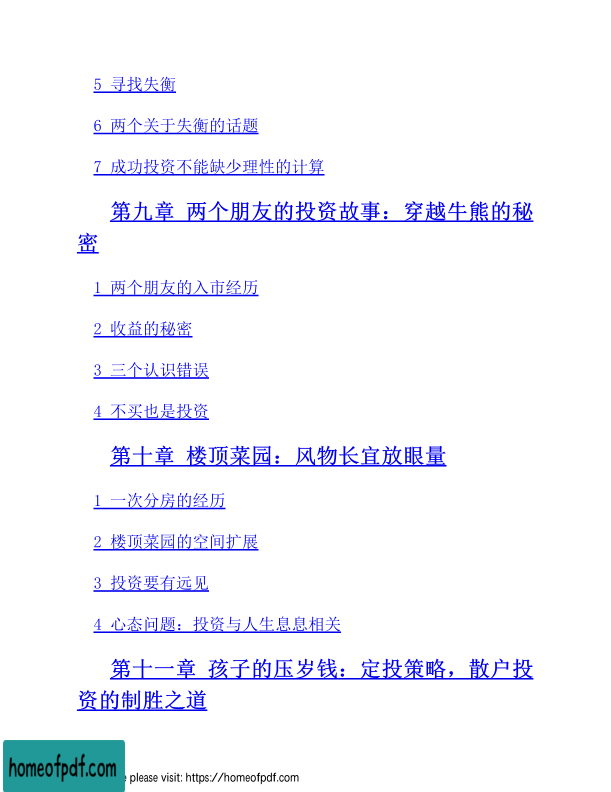 5 寻找失衡
6 两个关于失衡的话题
7 成功投资不能缺少理性的计算
第九章 两个朋友的投资故事：穿越牛熊的秘
密
1 两个朋友的入市经历
2 收益的秘密
3 三个认识错误
4 不买也是投资
第十章 楼顶菜园：风物长宜放眼量
1 一次分房的经历
2 楼顶菜园的空间扩展
3 投资要有远见
4 心态问题：投资与人生息息相关
第十一章 孩子的压岁钱：定投策略，散户投
资的制胜之道
homeofpdf.com
please visit: https://homeofpdf.com